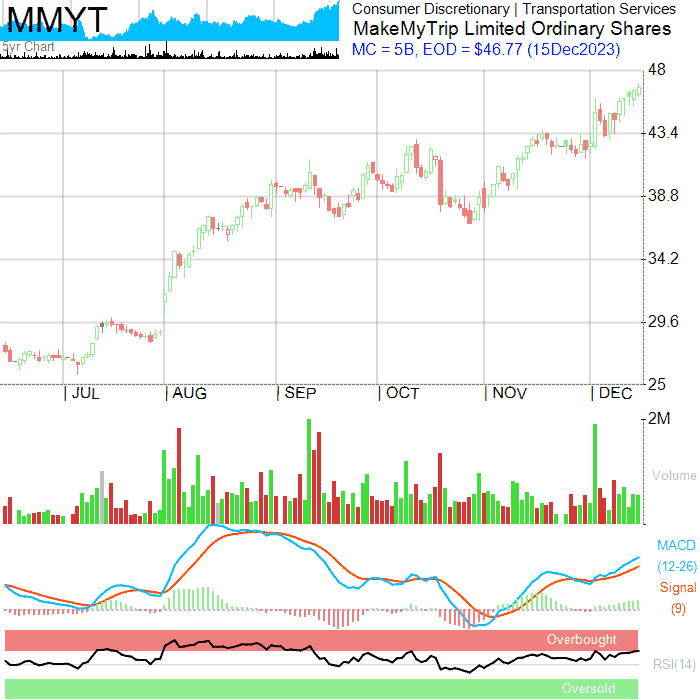 MMYT
5yr Chart
Consumer Discretionary | Transportation Services
MakeMyTrip Limited Ordinary Shares
MC = 5B, EOD = $46.77 (15Dec2023)
48
43.4
38.8
34.2
29.6
25
| JUL | AUG | SEP | OCT | NOV | DEC
2M
Volume
MACD
(12-26)
Signal
(9)
Overbought
RSI(14)
Oversold